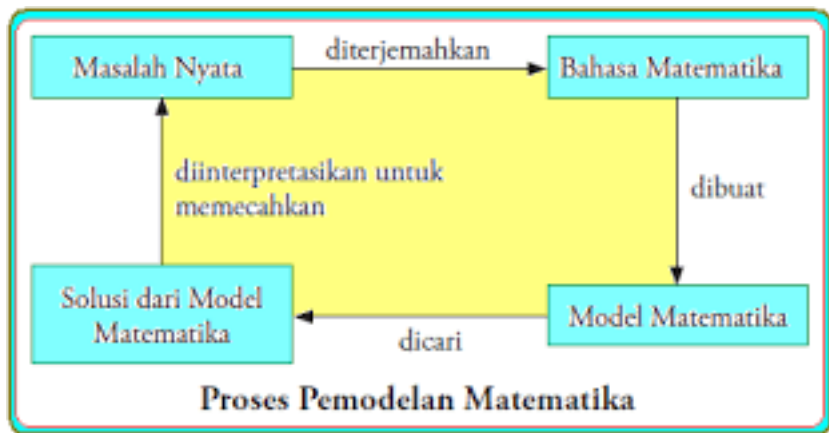 Masalah Nyata
diterjemahkan
Bahasa Matematika
dibuat
Model Matematika
dicari
Solusi dari Model
Matematika
diinterpretasikan untuk
memecahkan
Proses Pemodelan Matematika